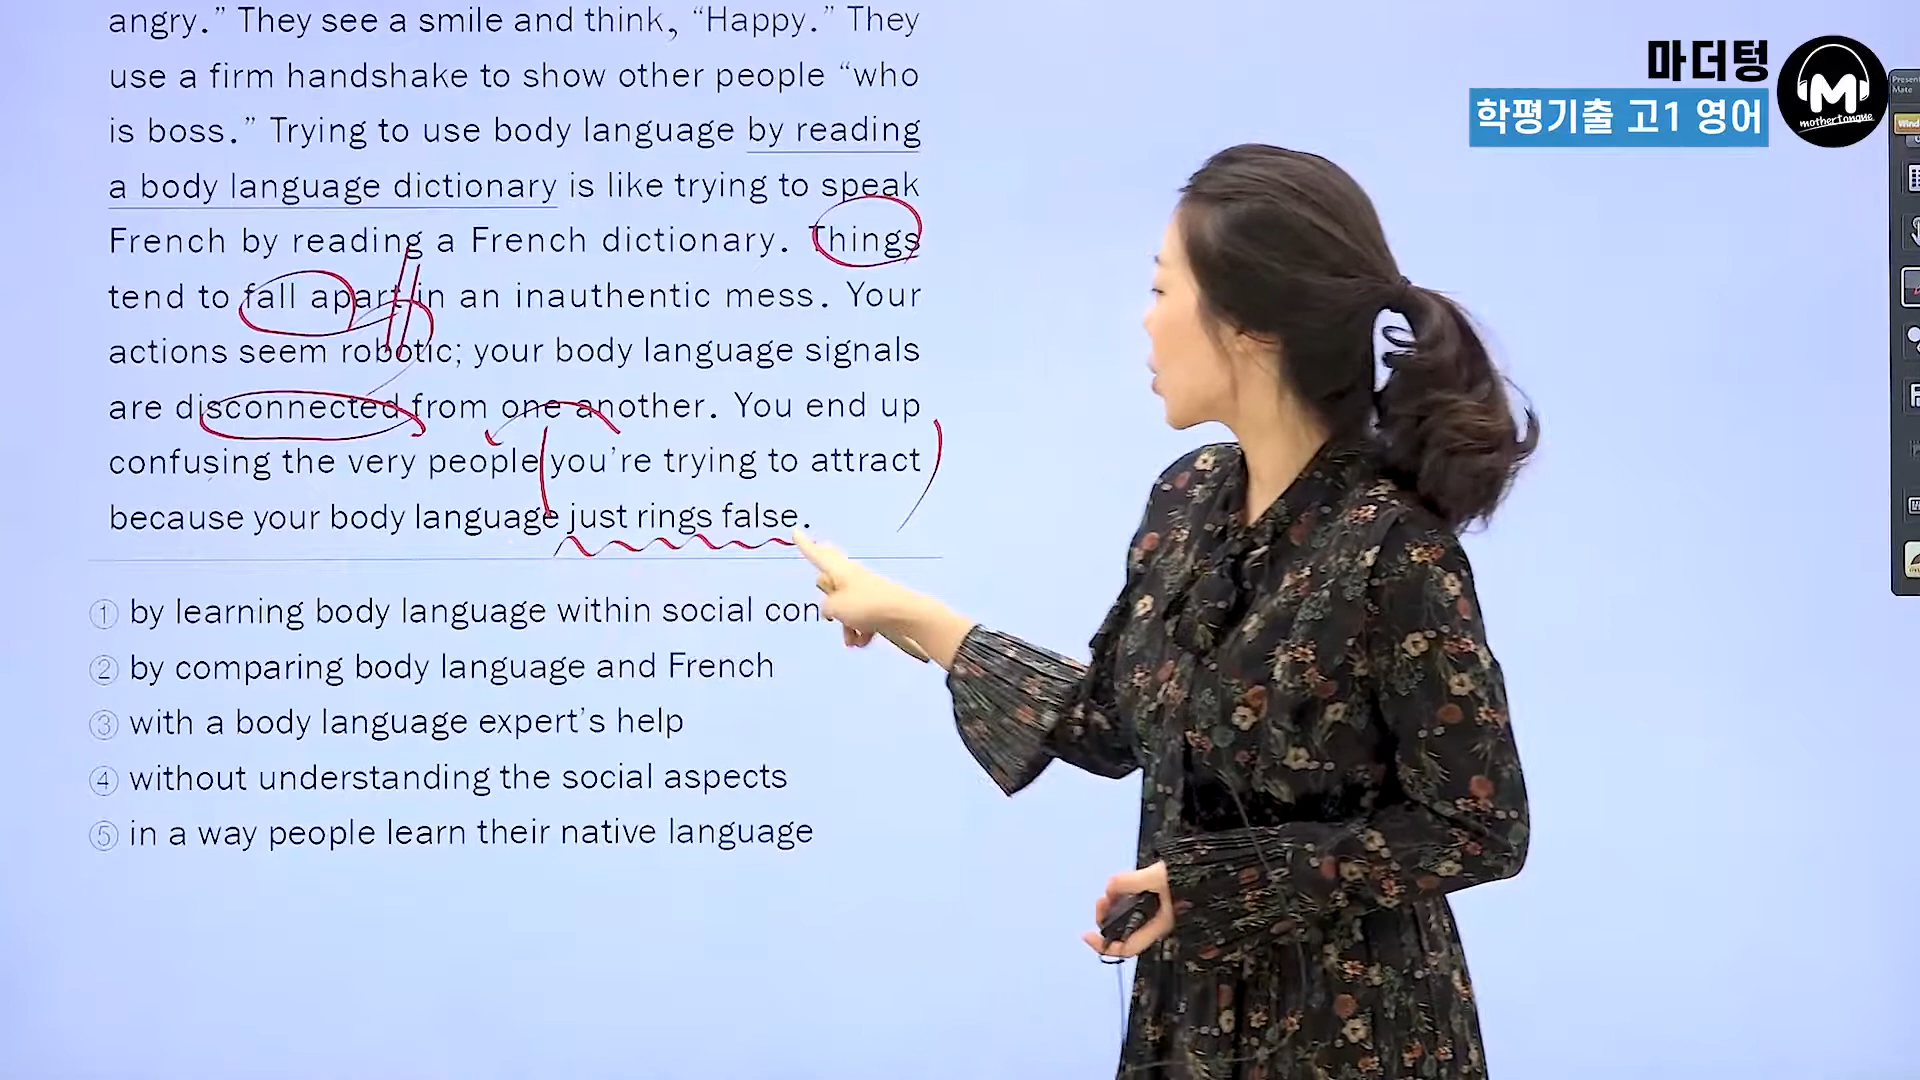 angry.” They see a smile and think, “Happy.” They
use a firm handshake to show other people “who
is boss.” Trying to use body language by reading
a body language dictionary is like trying to speak
French by reading a French dictionary. Things
tend to fall apart in an inauthentic mess. Your
actions seem robotic; your body language signals
are disconnected from one another. You end up
confusing the very people you’re trying to attract
because your body language just rings false.
① by learning body language within social con
② by comparing body language and French
③ with a body language expert’s help
④ without understanding the social aspects
⑤ in a way people learn their native language
마더텅
학평기출 고1 영어
M
mothertongue
Present
Mate
Wind